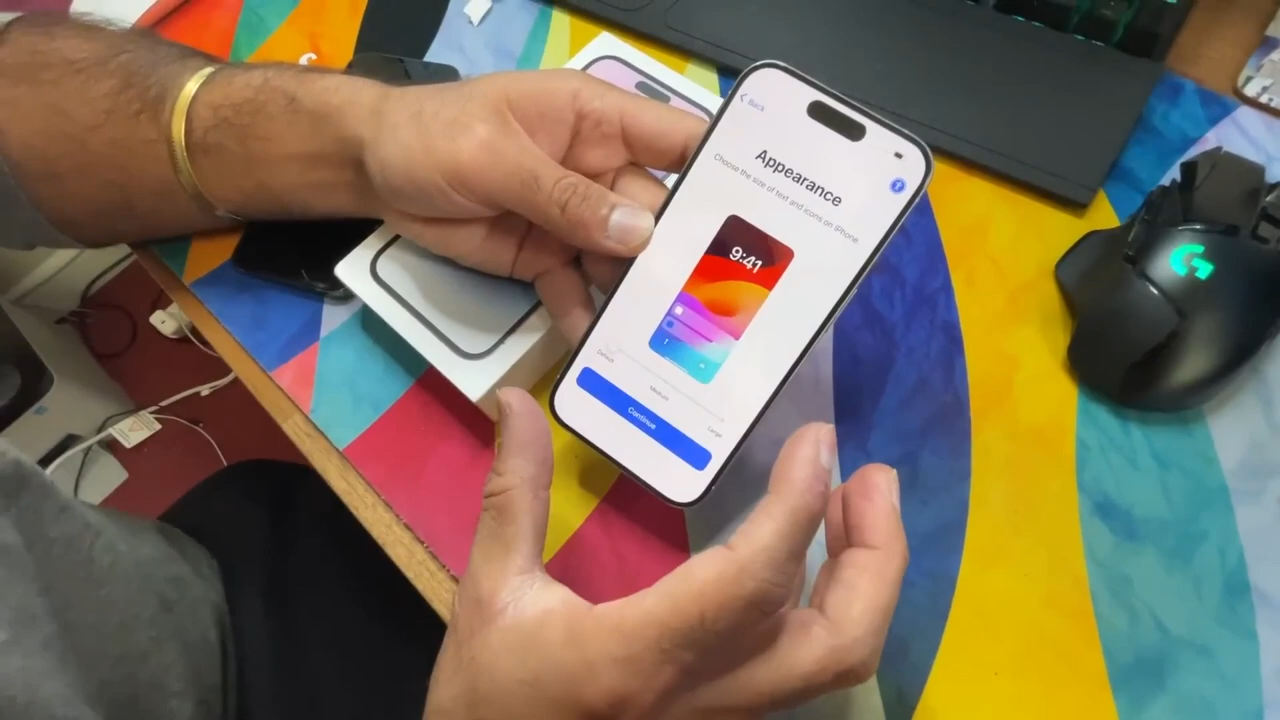 Back
Appearance
Choose the size of text and icons on iPhone.
9:41
Default
Medium
Large
Continue